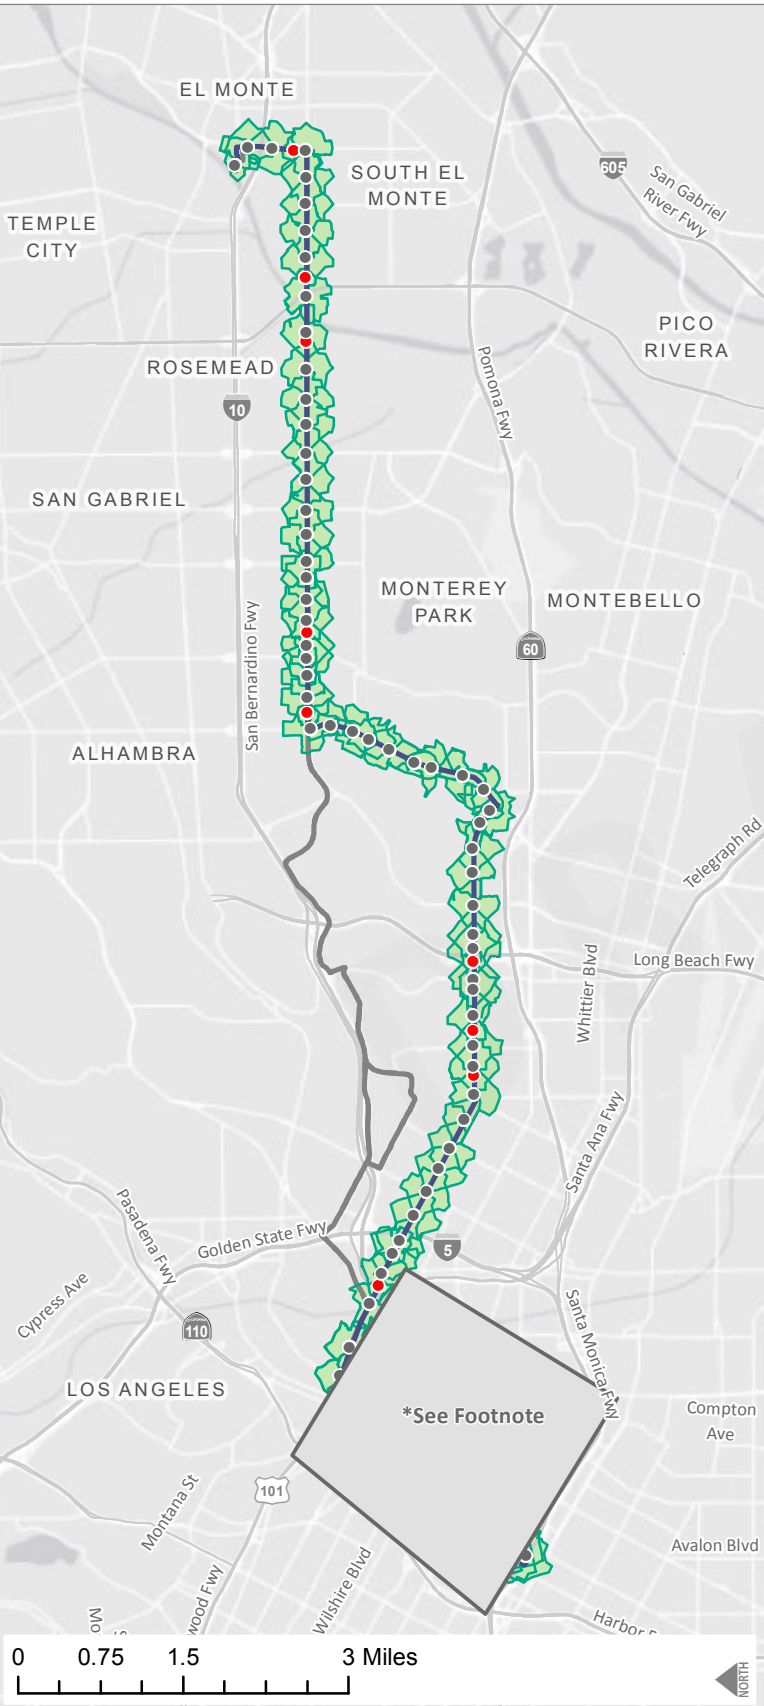 EL MONTE
SOUTH EL
MONTE
605
San Gabriel
River Fwy
TEMPLE
CITY
PICO
RIVERA
ROSEMEAD
Pomona Fwy
10
SAN GABRIEL
MONTEREY
PARK
MONTEBELLO
San Bernardino Fwy
60
ALHAMBRA
Telegraph Rd
Whittier Blvd
Long Beach Fwy
Santa Ana Fwy
Pasadena Fwy
Golden State Fwy
5
Cypress Ave
110
Santa Monica Fwy
LOS ANGELES
*See Footnote
Compton
Ave
101
Montana St
Avalon Blvd
Wilshire Blvd
wood Fwy
Harbor
0 0.75 1.5 3 Miles
NORTH